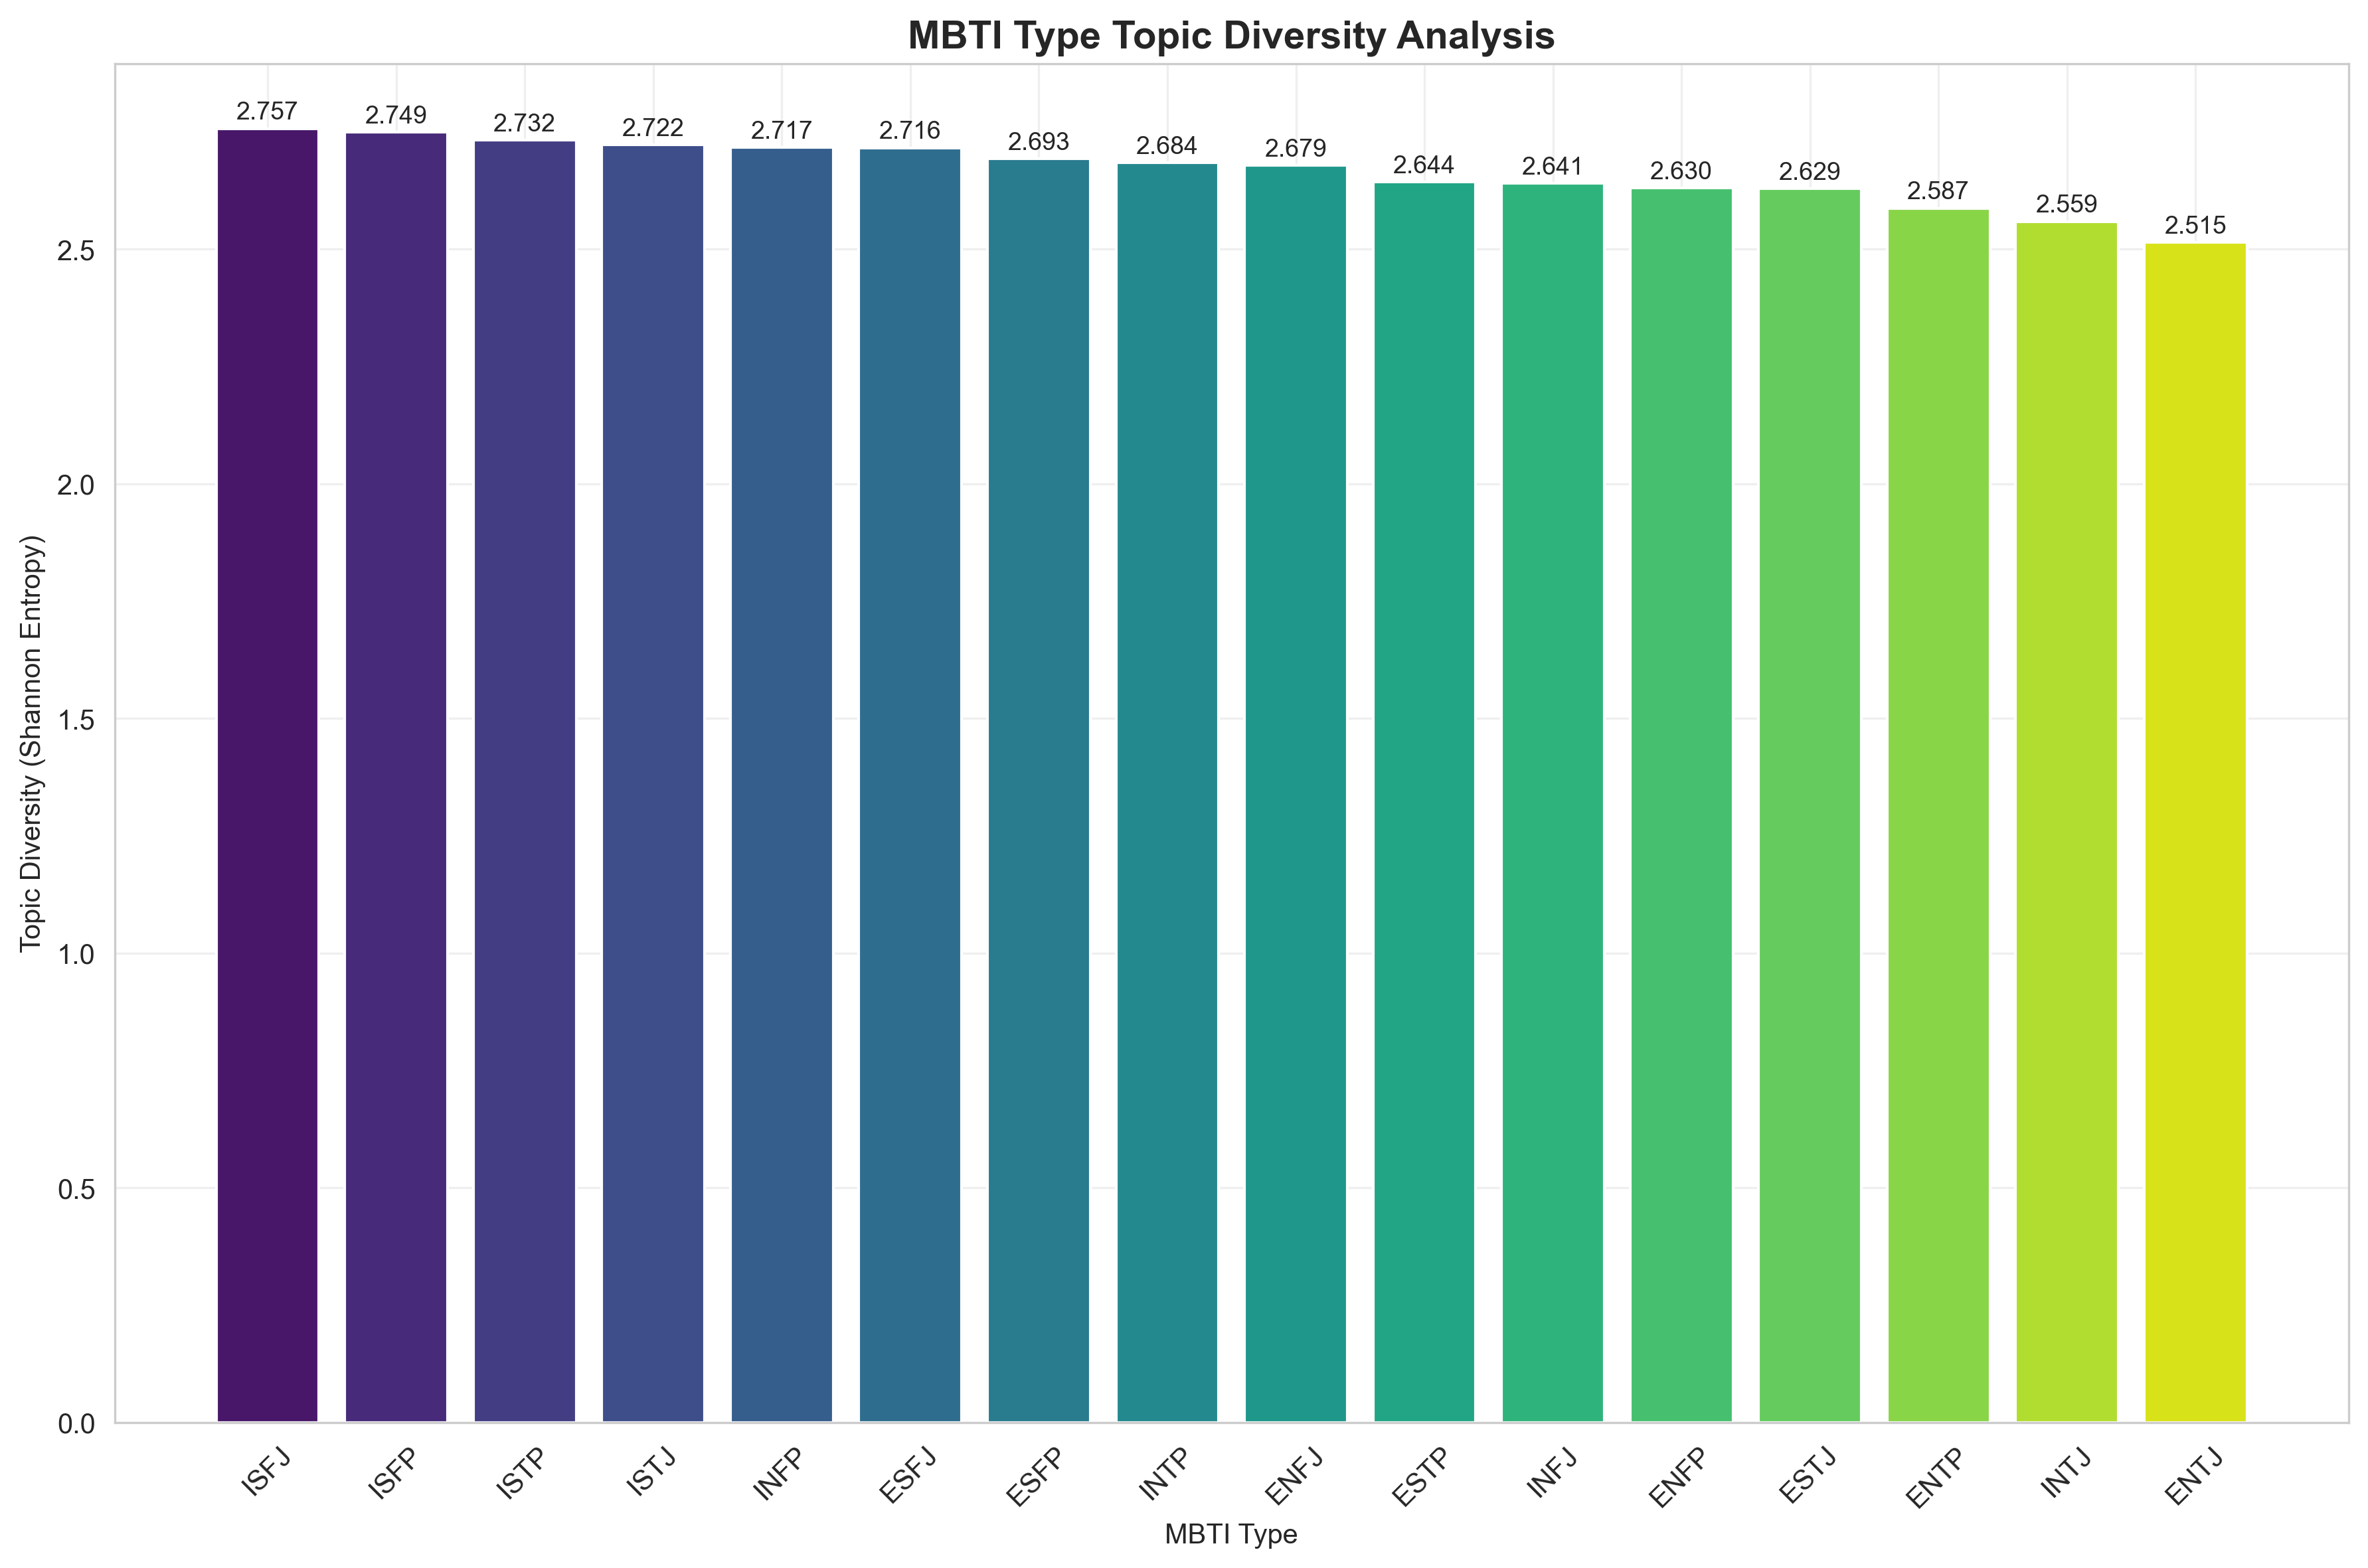 MBTI Type Topic Diversity Analysis
2.757
2.749
2.732
2.722
2.717
2.716
2.693
2.684
2.679
2.644
2.641
2.630
2.629
2.587
2.559
2.515
Topic Diversity (Shannon Entropy)
2.5
2.0
1.5
1.0
0.5
0.0
ISFJ
ISFP
ISTP
ISTJ
INFP
ESFJ
ESFP
INTP
ENFJ
ESTP
INFJ
ENFP
ESTJ
ENTP
INTJ
ENTJ
MBTI Type